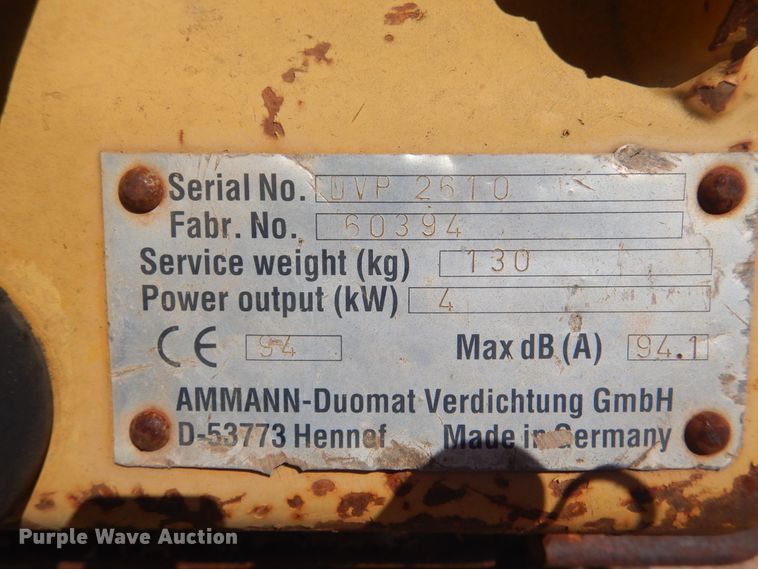 Serial No. DVP 2610
Fabr. No. 60394
Service weight (kg) 130
Power output (kW) 4
CE 94 Max dB (A) 94.1
AMMANN-Duomat Verdichtung GmbH
D-53773 Hennef Made in Germany
Purple Wave Auction